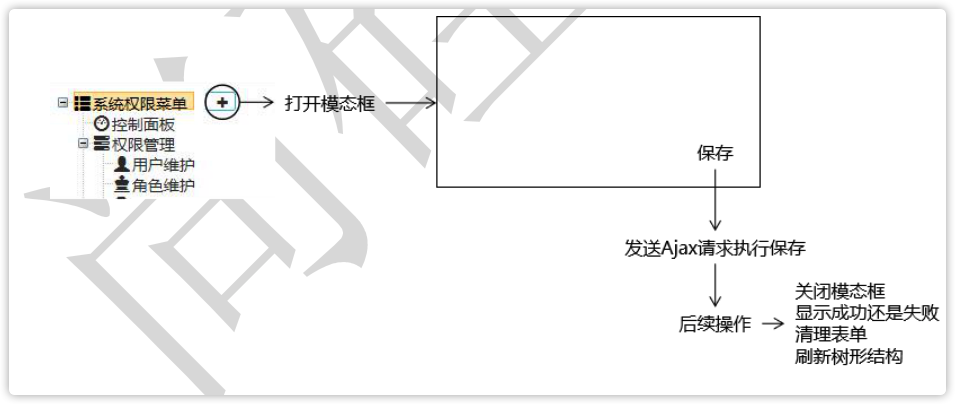 系统权限菜单
控制面板
权限管理
用户维护
角色维护
打开模态框
保存
发送Ajax请求执行保存
后续操作
关闭模态框
显示成功还是失败
清理表单
刷新树形结构